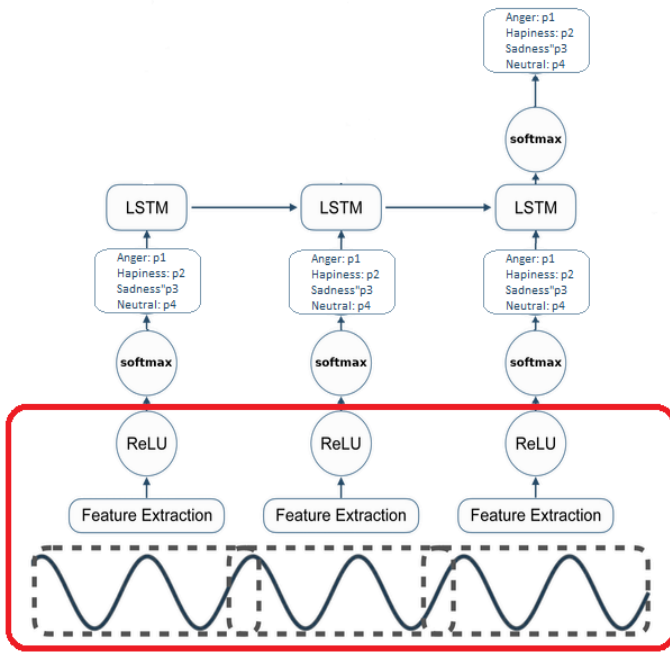 Anger: p1
Hapiness: p2
Sadness"p3
Neutral: p4
softmax
LSTM
LSTM
LSTM
Anger: p1
Hapiness: p2
Sadness"p3
Neutral: p4
Anger: p1
Hapiness: p2
Sadness"p3
Neutral: p4
Anger: p1
Hapiness: p2
Sadness"p3
Neutral: p4
softmax
softmax
softmax
ReLU
ReLU
ReLU
Feature Extraction
Feature Extraction
Feature Extraction